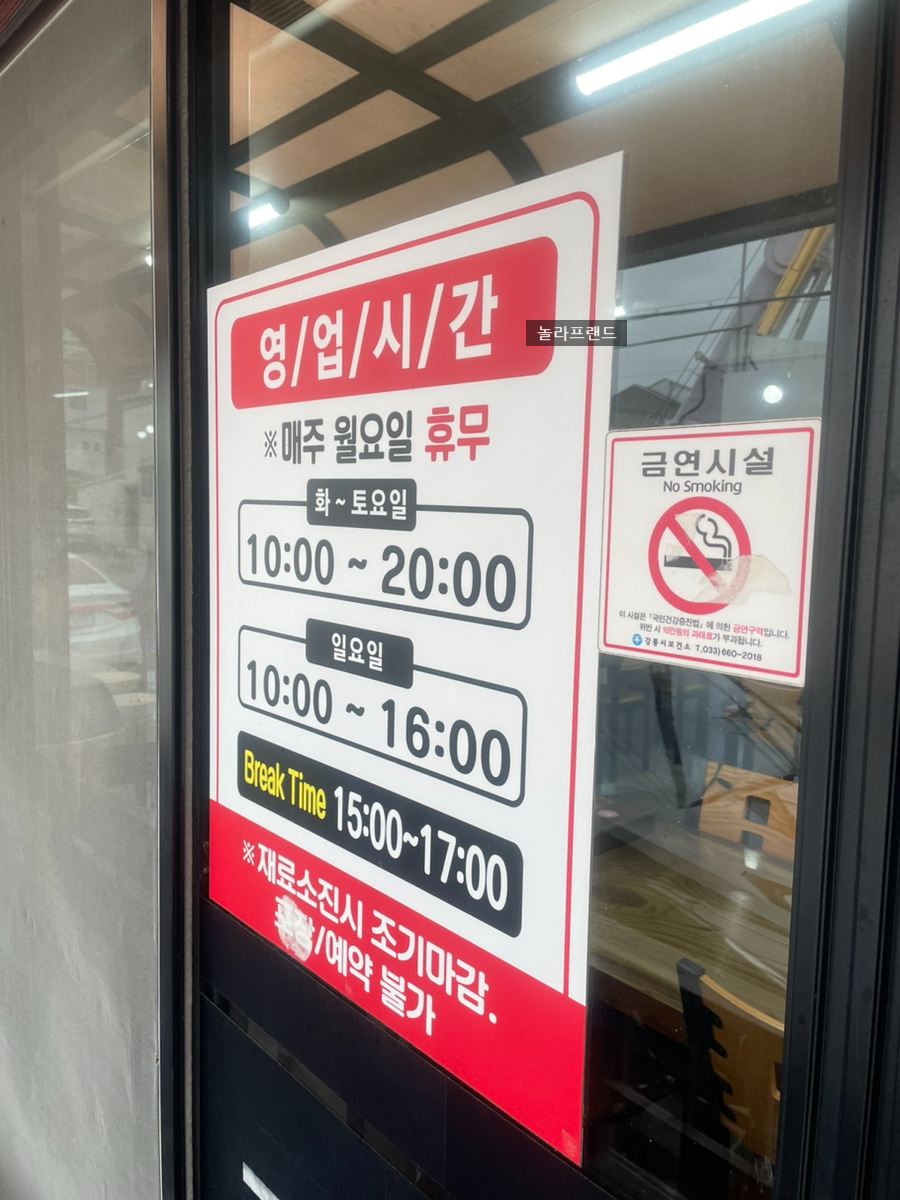 영/업/시/간
놀라프랜드
※매주 월요일 휴무
화 ~ 토요일
10:00 ~ 20:00
일요일
10:00 ~ 16:00
Break Time 15:00~17:00
※재료소진시 조기마감.
/예약 불가
금연시설
No Smoking
이 시설은 「국민건강증진법」에 의한 금연구역입니다.
위반 시 10만원의 과태료가 부과됩니다.
강릉시보건소 T.033)660-2018